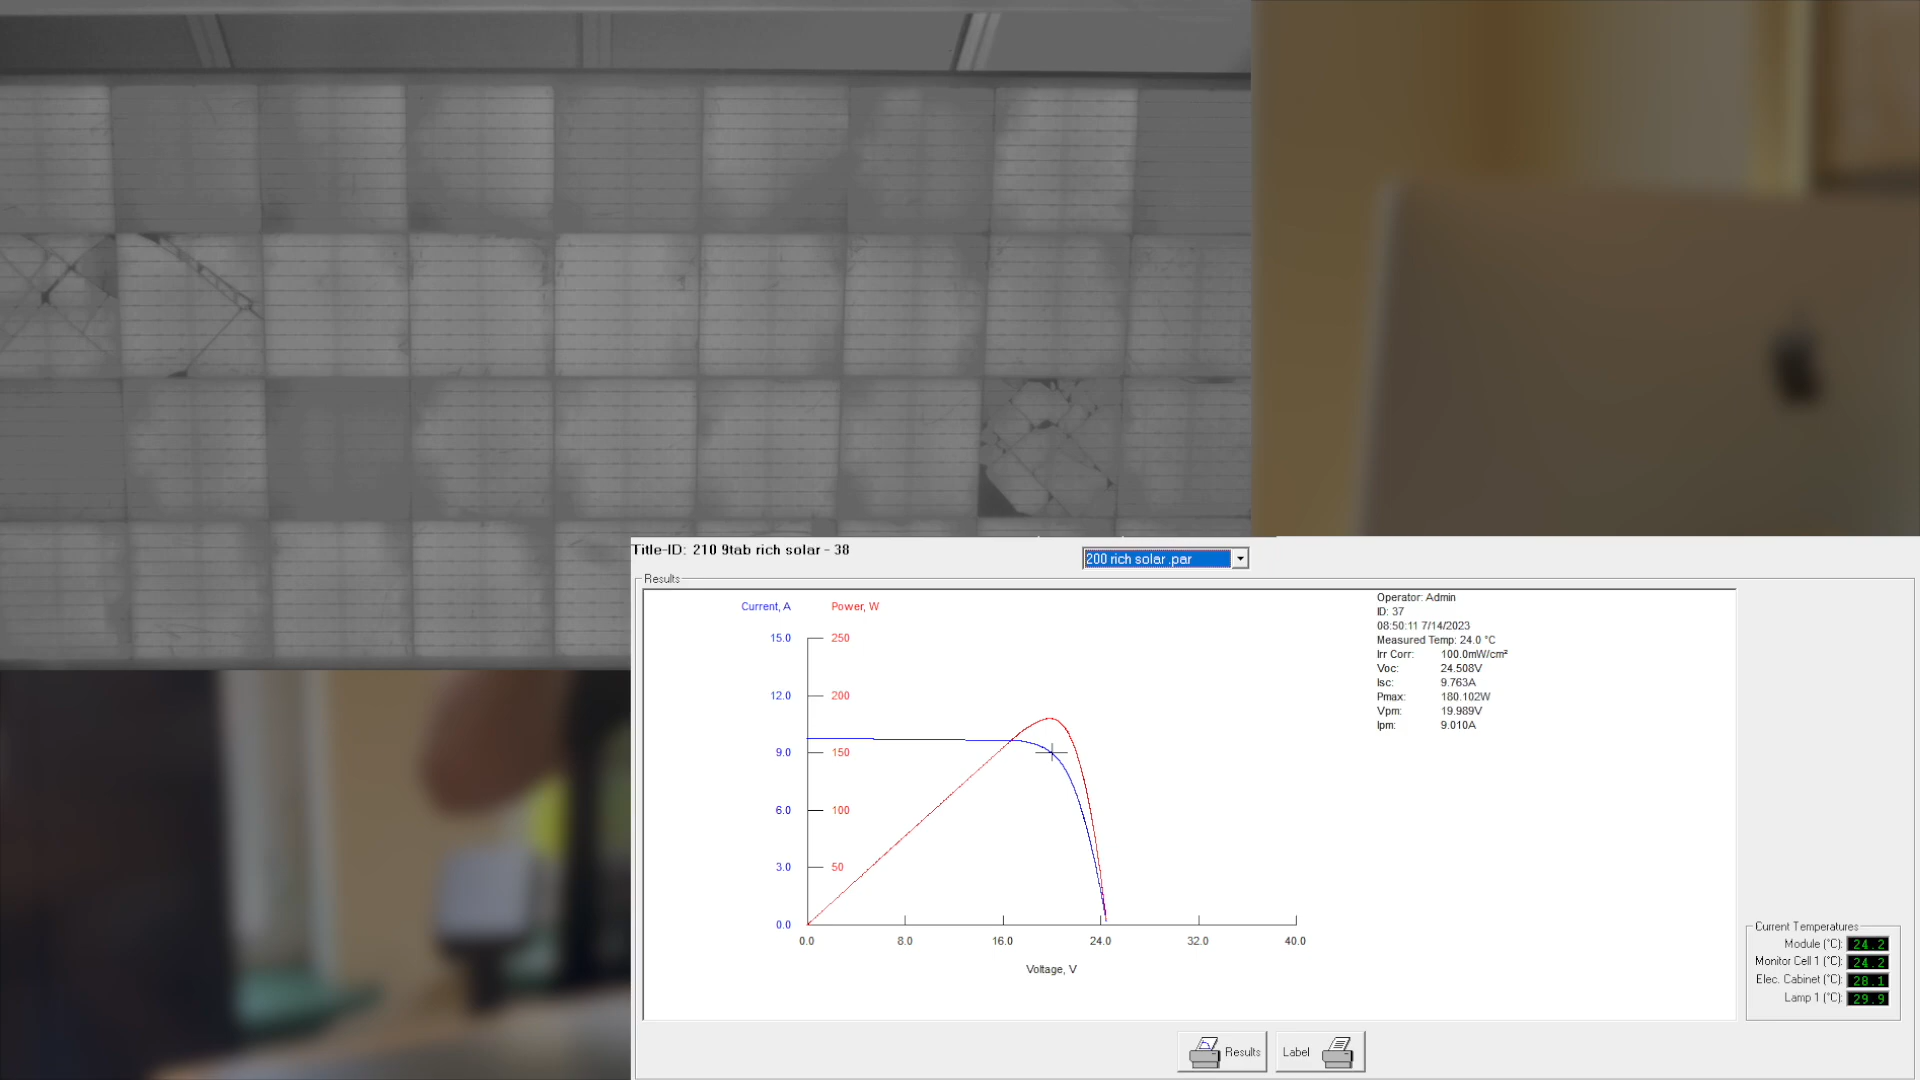 Title-ID: 210 9tab rich solar - 38
200 rich solar .par
Results
Current, A
Power, W
15.0
250
12.0
200
9.0
150
6.0
100
3.0
50
0.0
0.0
8.0
16.0
24.0
32.0
40.0
Voltage, V
Operator: Admin
ID: 37
08:50:11 7/14/2023
Measured Temp: 24.0 °C
Irr Corr: 100.0mW/cm²
Voc: 24.508V
Isc: 9.763A
Pmax: 180.102W
Vpm: 19.989V
Ipm: 9.010A
Current Temperatures
Module (°C): 24.2
Monitor Cell 1 (°C): 24.2
Elec. Cabinet (°C): 28.1
Lamp 1 (°C): 29.9
Results
Label